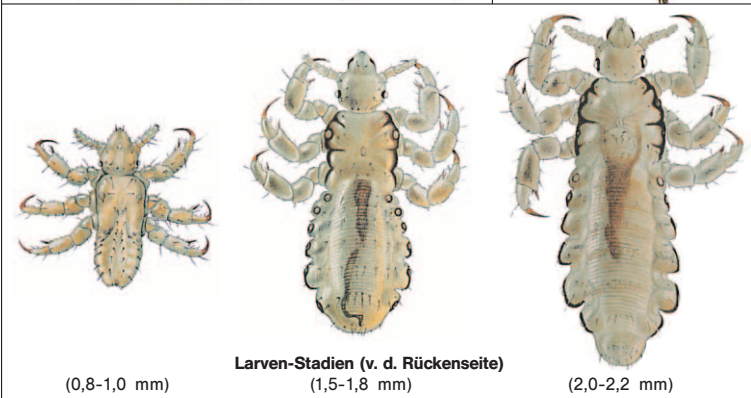 Larven-Stadien (v. d. Rückenseite)
(0,8-1,0 mm)
(1,5-1,8 mm)
(2,0-2,2 mm)